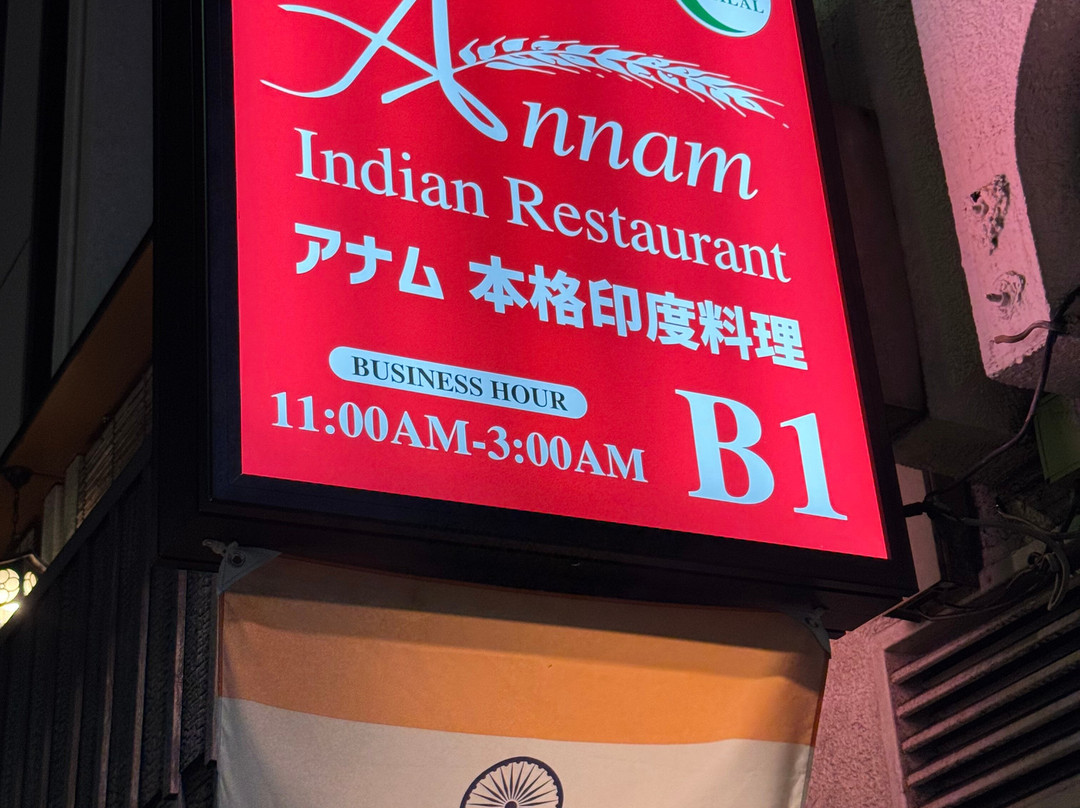 Annam
Indian Restaurant
アナム 本格印度料理
BUSINESS HOUR
11:00AM-3:00AM
B1